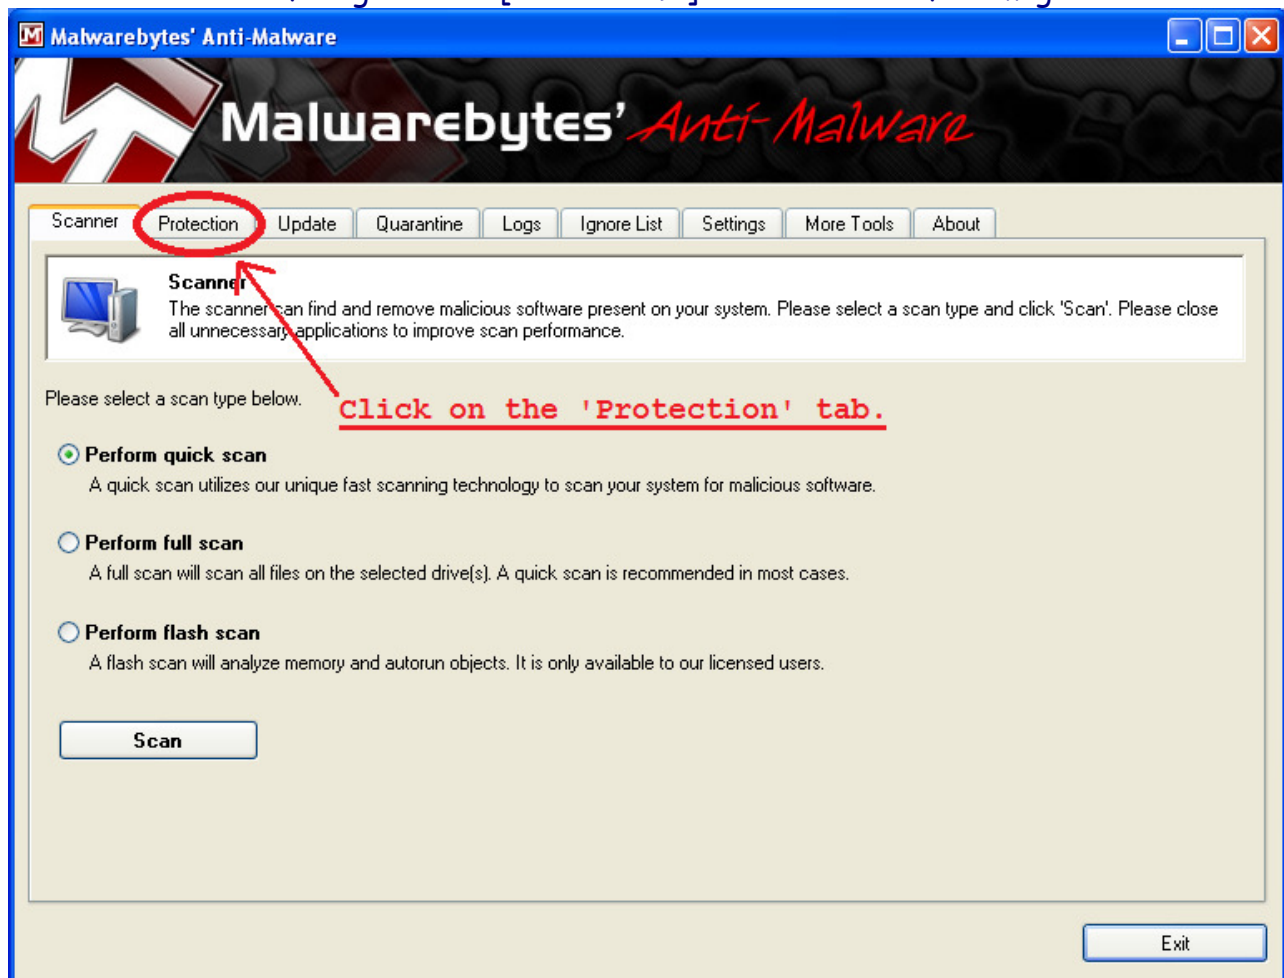 Malwarebytes' Anti-Malware
Malwarebytes' Anti-Malware
Scanner Protection Update Quarantine Logs Ignore List Settings More Tools About
Scanner
The scanner can find and remove malicious software present on your system. Please select a scan type and click 'Scan'. Please close
all unnecessary applications to improve scan performance.
Please select a scan type below.
Click on the 'Protection' tab.
Perform quick scan
A quick scan utilizes our unique fast scanning technology to scan your system for malicious software.
Perform full scan
A full scan will scan all files on the selected drive(s). A quick scan is recommended in most cases.
Perform flash scan
A flash scan will analyze memory and autorun objects. It is only available to our licensed users.
Scan
Exit